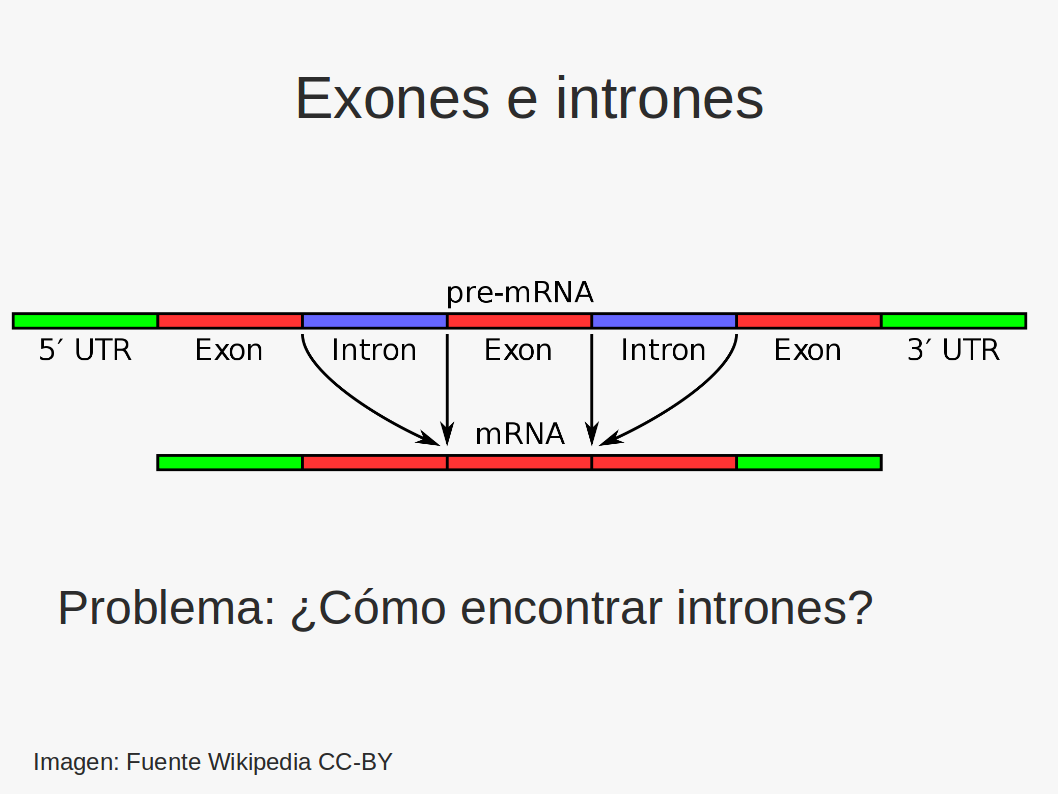 Exones e intrones
pre-mRNA
5′ UTR Exon Intron Exon Intron Exon 3′ UTR
mRNA
Problema: ¿Cómo encontrar intrones?
Imagen: Fuente Wikipedia CC-BY